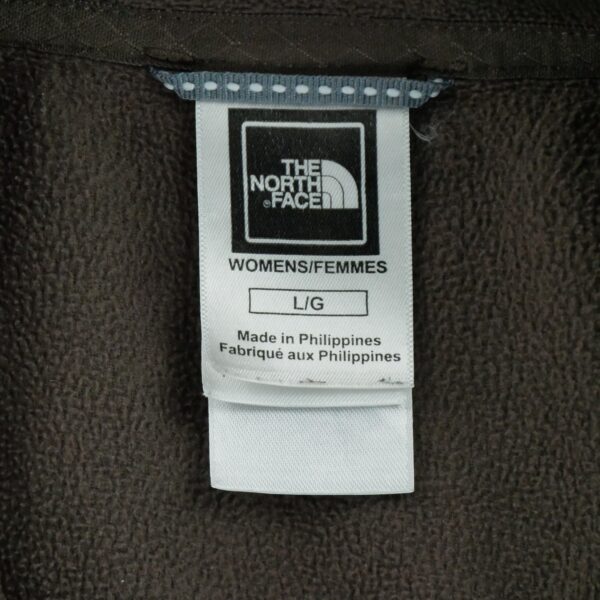 THE
NORTH
FACE
WOMENS/FEMMES
L/G
Made in Philippines
Fabriqué aux Philippines